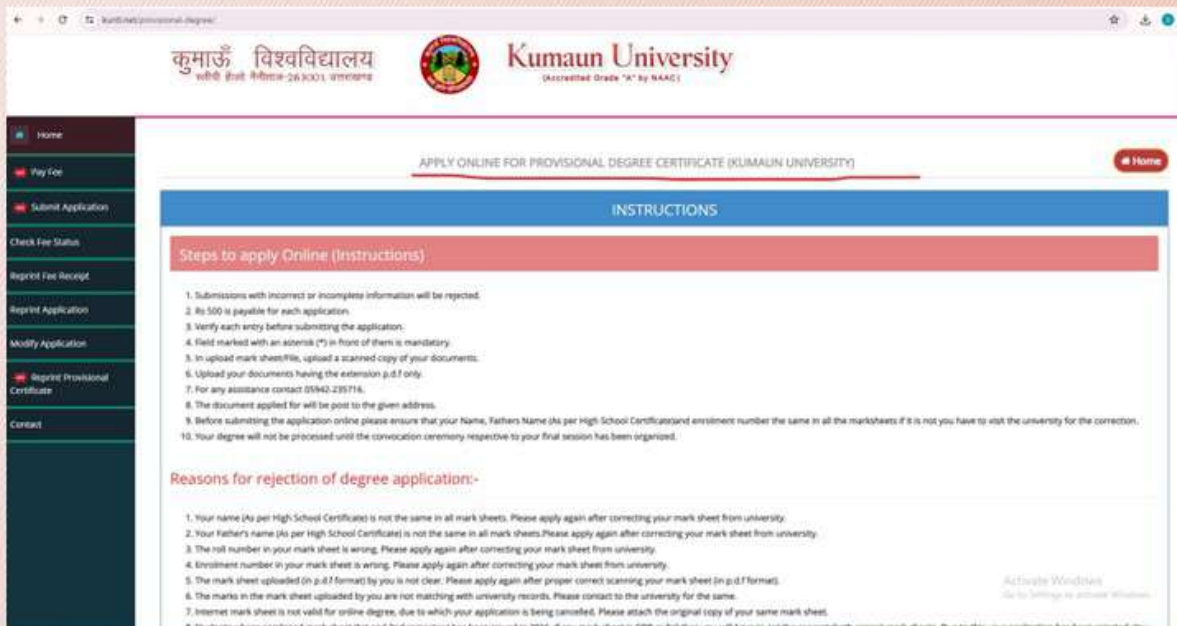 कुमाऊँ विश्वविद्यालय
नैनीताल-263001 उत्तराखण्ड
Kumaun University
(Accredited Grade "A" by NAAC)
Home
Pay Fee
Submit Application
Check Fee Status
Reprint Fee Receipt
Reprint Application
Modify Application
Reprint Provisional
Certificate
Contact
APPLY ONLINE FOR PROVISIONAL DEGREE CERTIFICATE (KUMAUN UNIVERSITY)
Home
INSTRUCTIONS
Steps to apply Online (Instructions)
1. Submissions with incorrect or incomplete information will be rejected.
2. Rs 500 is payable for each application.
3. Verify each entry before submitting the application.
4. Field marked with an asterisk (*) in front of them is mandatory.
5. In upload mark sheet/File, upload a scanned copy of your documents.
6. Upload your documents having the extension p.d.f only.
7. For any assistance contact 05942-235716.
8. The document applied for will be post to the given address.
9. Before submitting the application online please ensure that your Name, Fathers Name (As per High School Certificate)and enrolment number the same in all the marksheets if it is not you have to visit the university for the correction.
10. Your degree will not be processed until the convocation ceremony respective to your final session has been organized.
Reasons for rejection of degree application:-
1. Your name (As per High School Certificate) is not the same in all mark sheets. Please apply again after correcting your mark sheet from university.
2. Your Father's name (As per High School Certificate) is not the same in all mark sheets.Please apply again after correcting your mark sheet from university.
3. The roll number in your mark sheet is wrong. Please apply again after correcting your mark sheet from university.
4. Enrolment number in your mark sheet is wrong. Please apply again after correcting your mark sheet from university.
5. The mark sheet uploaded (in p.d.f format) by you is not clear. Please apply again after proper correct scanning your mark sheet (in p.d.f format).
6. The marks in the mark sheet uploaded by you are not matching with university records. Please contact to the university for the same.
7. Internet mark sheet is not valid for online degree, due to which your application is being cancelled. Please attach the original copy of your same mark sheet.
Activate Windows
Go to Settings to activate Windows.